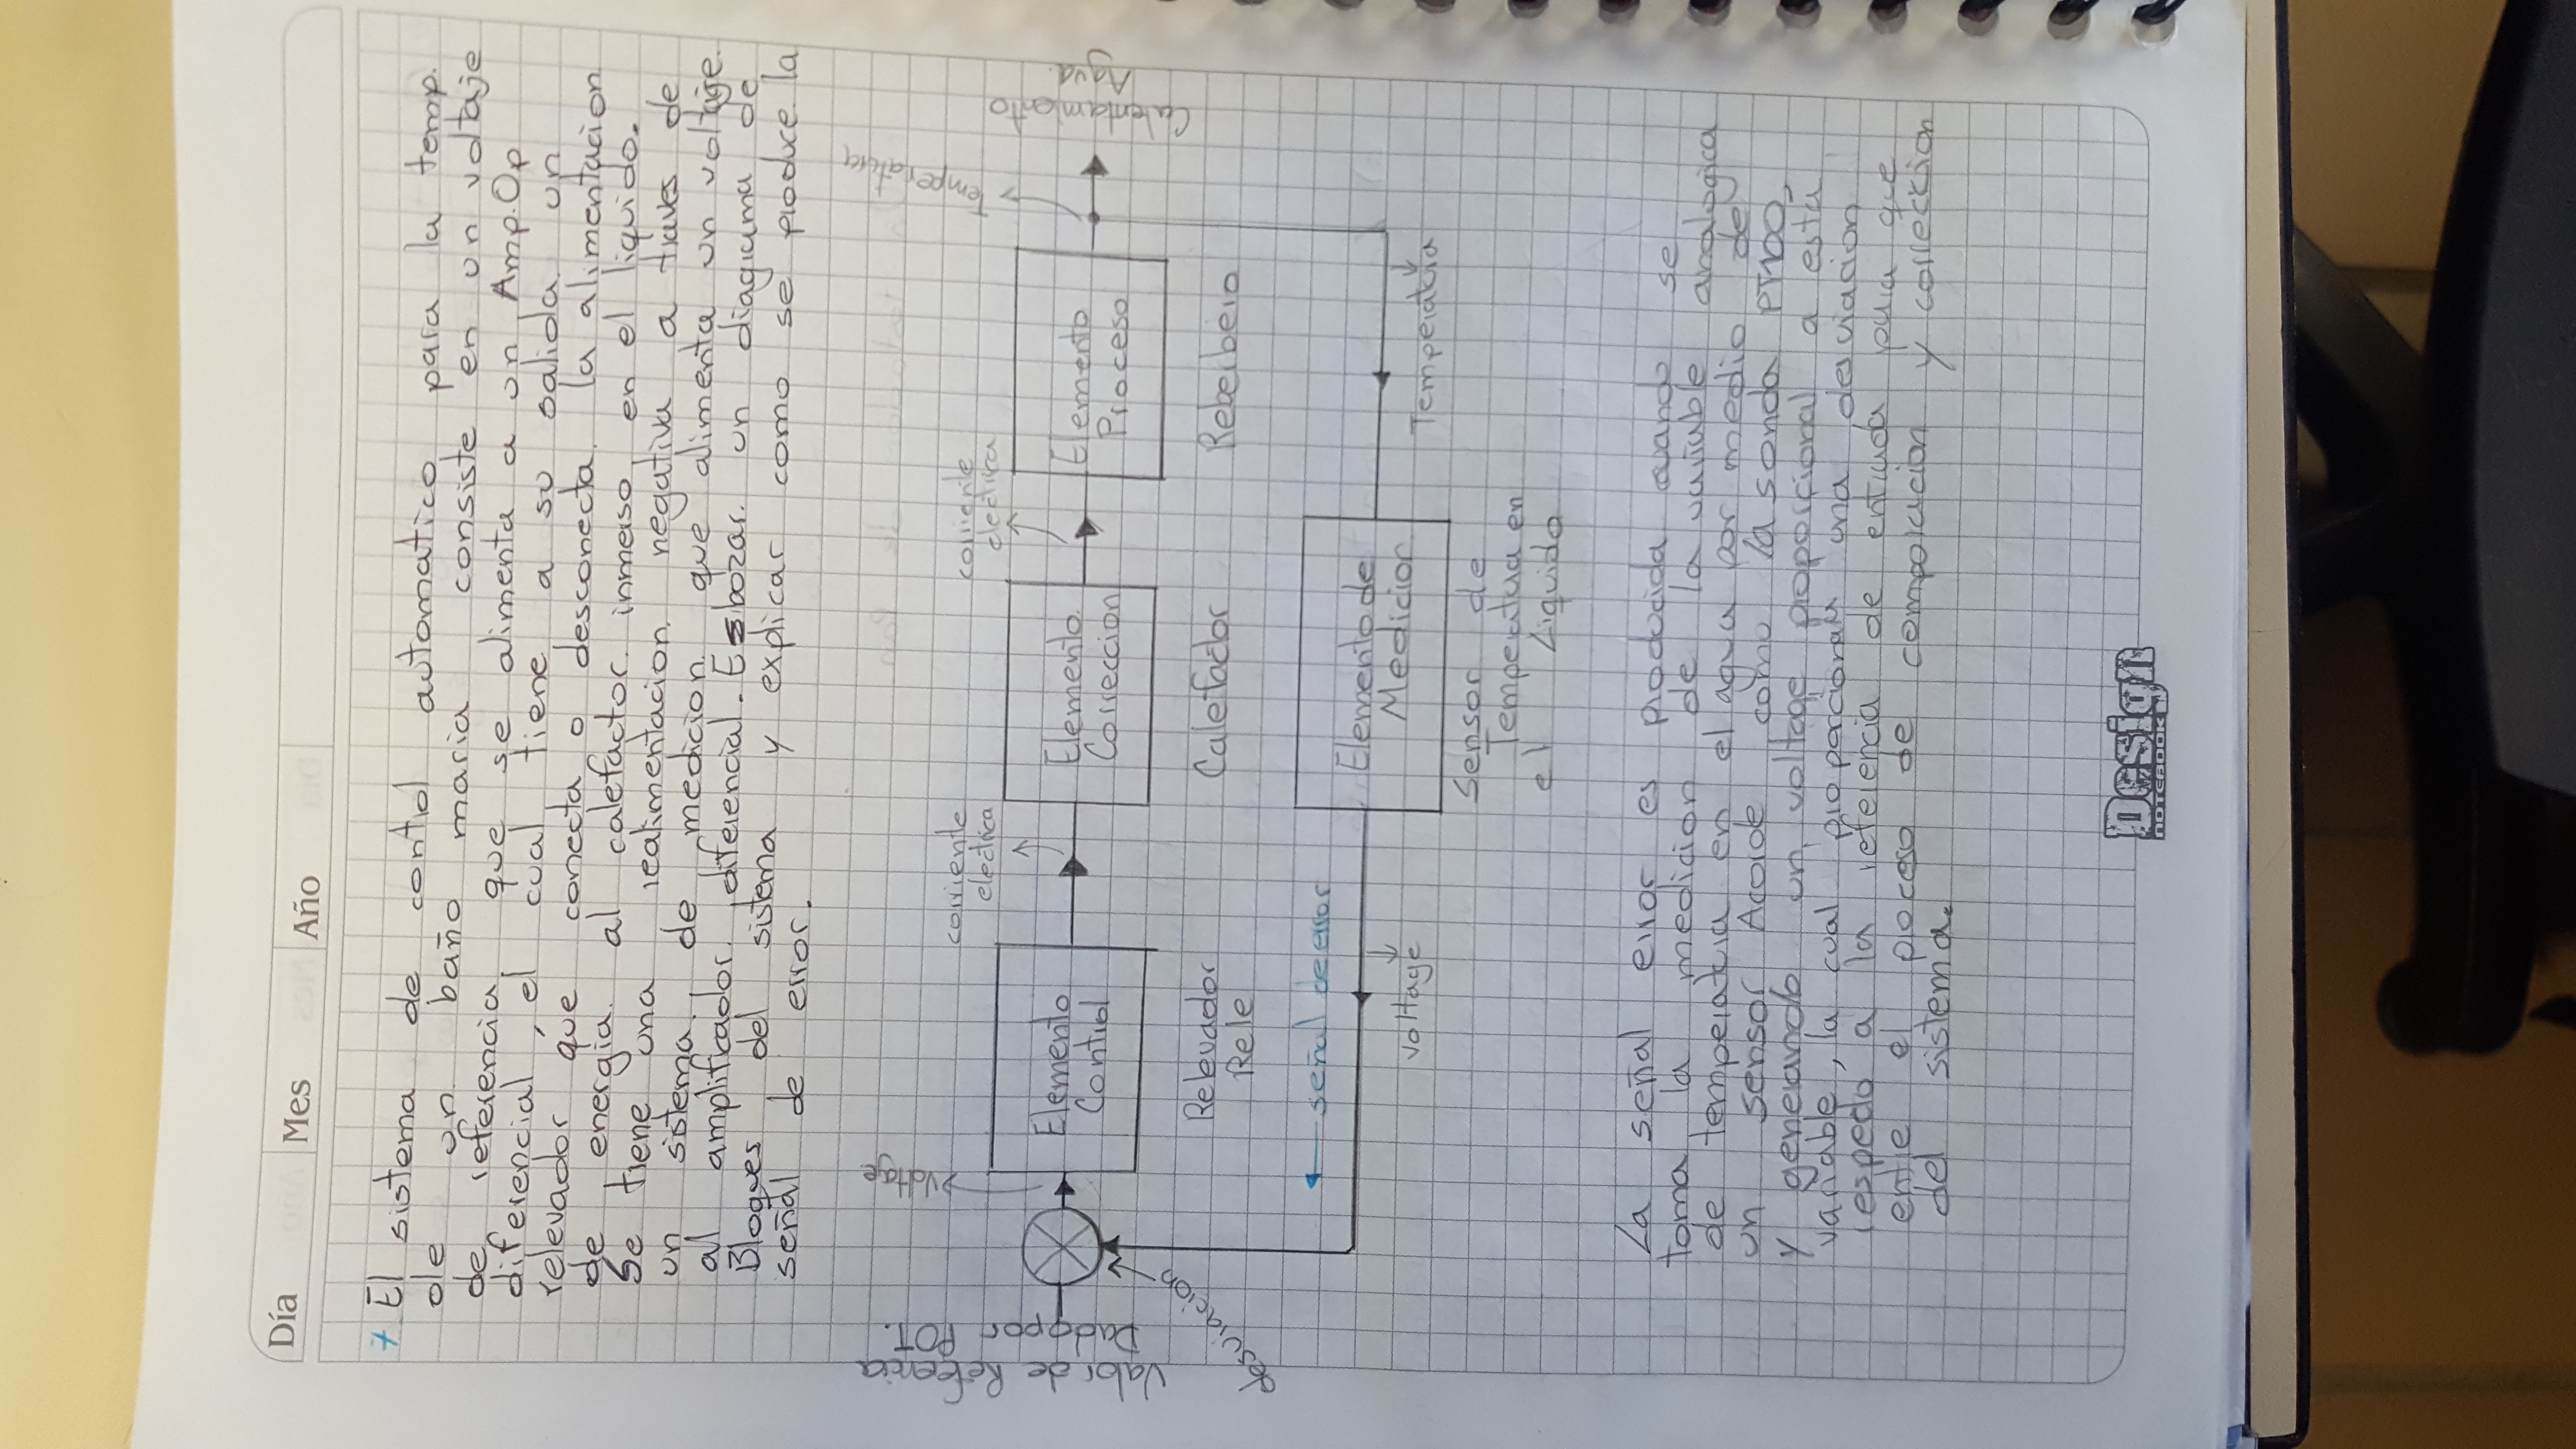 Día Mes Año
7 El sistema de control automatico para la temp.
de un baño maria consiste en un voltaje
de referencia que se alimenta a un Amp.Op
diferencial, el cual tiene a su salida un
relevador que conecta o desconecta la alimentacion
de energia al calefactor inmerso en el liquido.
Se tiene una realimentacion negativa a traves de
un sistema de medicion que alimenta un voltage
al amplificador diferencial. Esbozar un diagrama de
Bloques del sistema y explicar como se produce la
señal de error.
Valor de Referencia
Dado por POT.
Voltaje
corriente
electrica
corriente
electrica
Temperatura
Elemento
Control
Elemento
Correccion
Elemento
Proceso
Calentamiento
Agua
desviacion
Relevador
Rele
Calefactor
Reberbero
señal de error
Elemento de
Medicion
voltage
Temperatura
Sensor de
Temperatura en
el Liquido
La señal error es producida cuando se
toma la medicion de la variable analogica
de temperatura en el agua por medio de
un sensor Acorde como la sonda PT100,
y generando un voltage proporcional a esta
variable, la cual una desviacion
respecto a la referencia de entrada para que
entre el proceso de comparacion y correccion
del sistema.
Design
NOTEBOOK